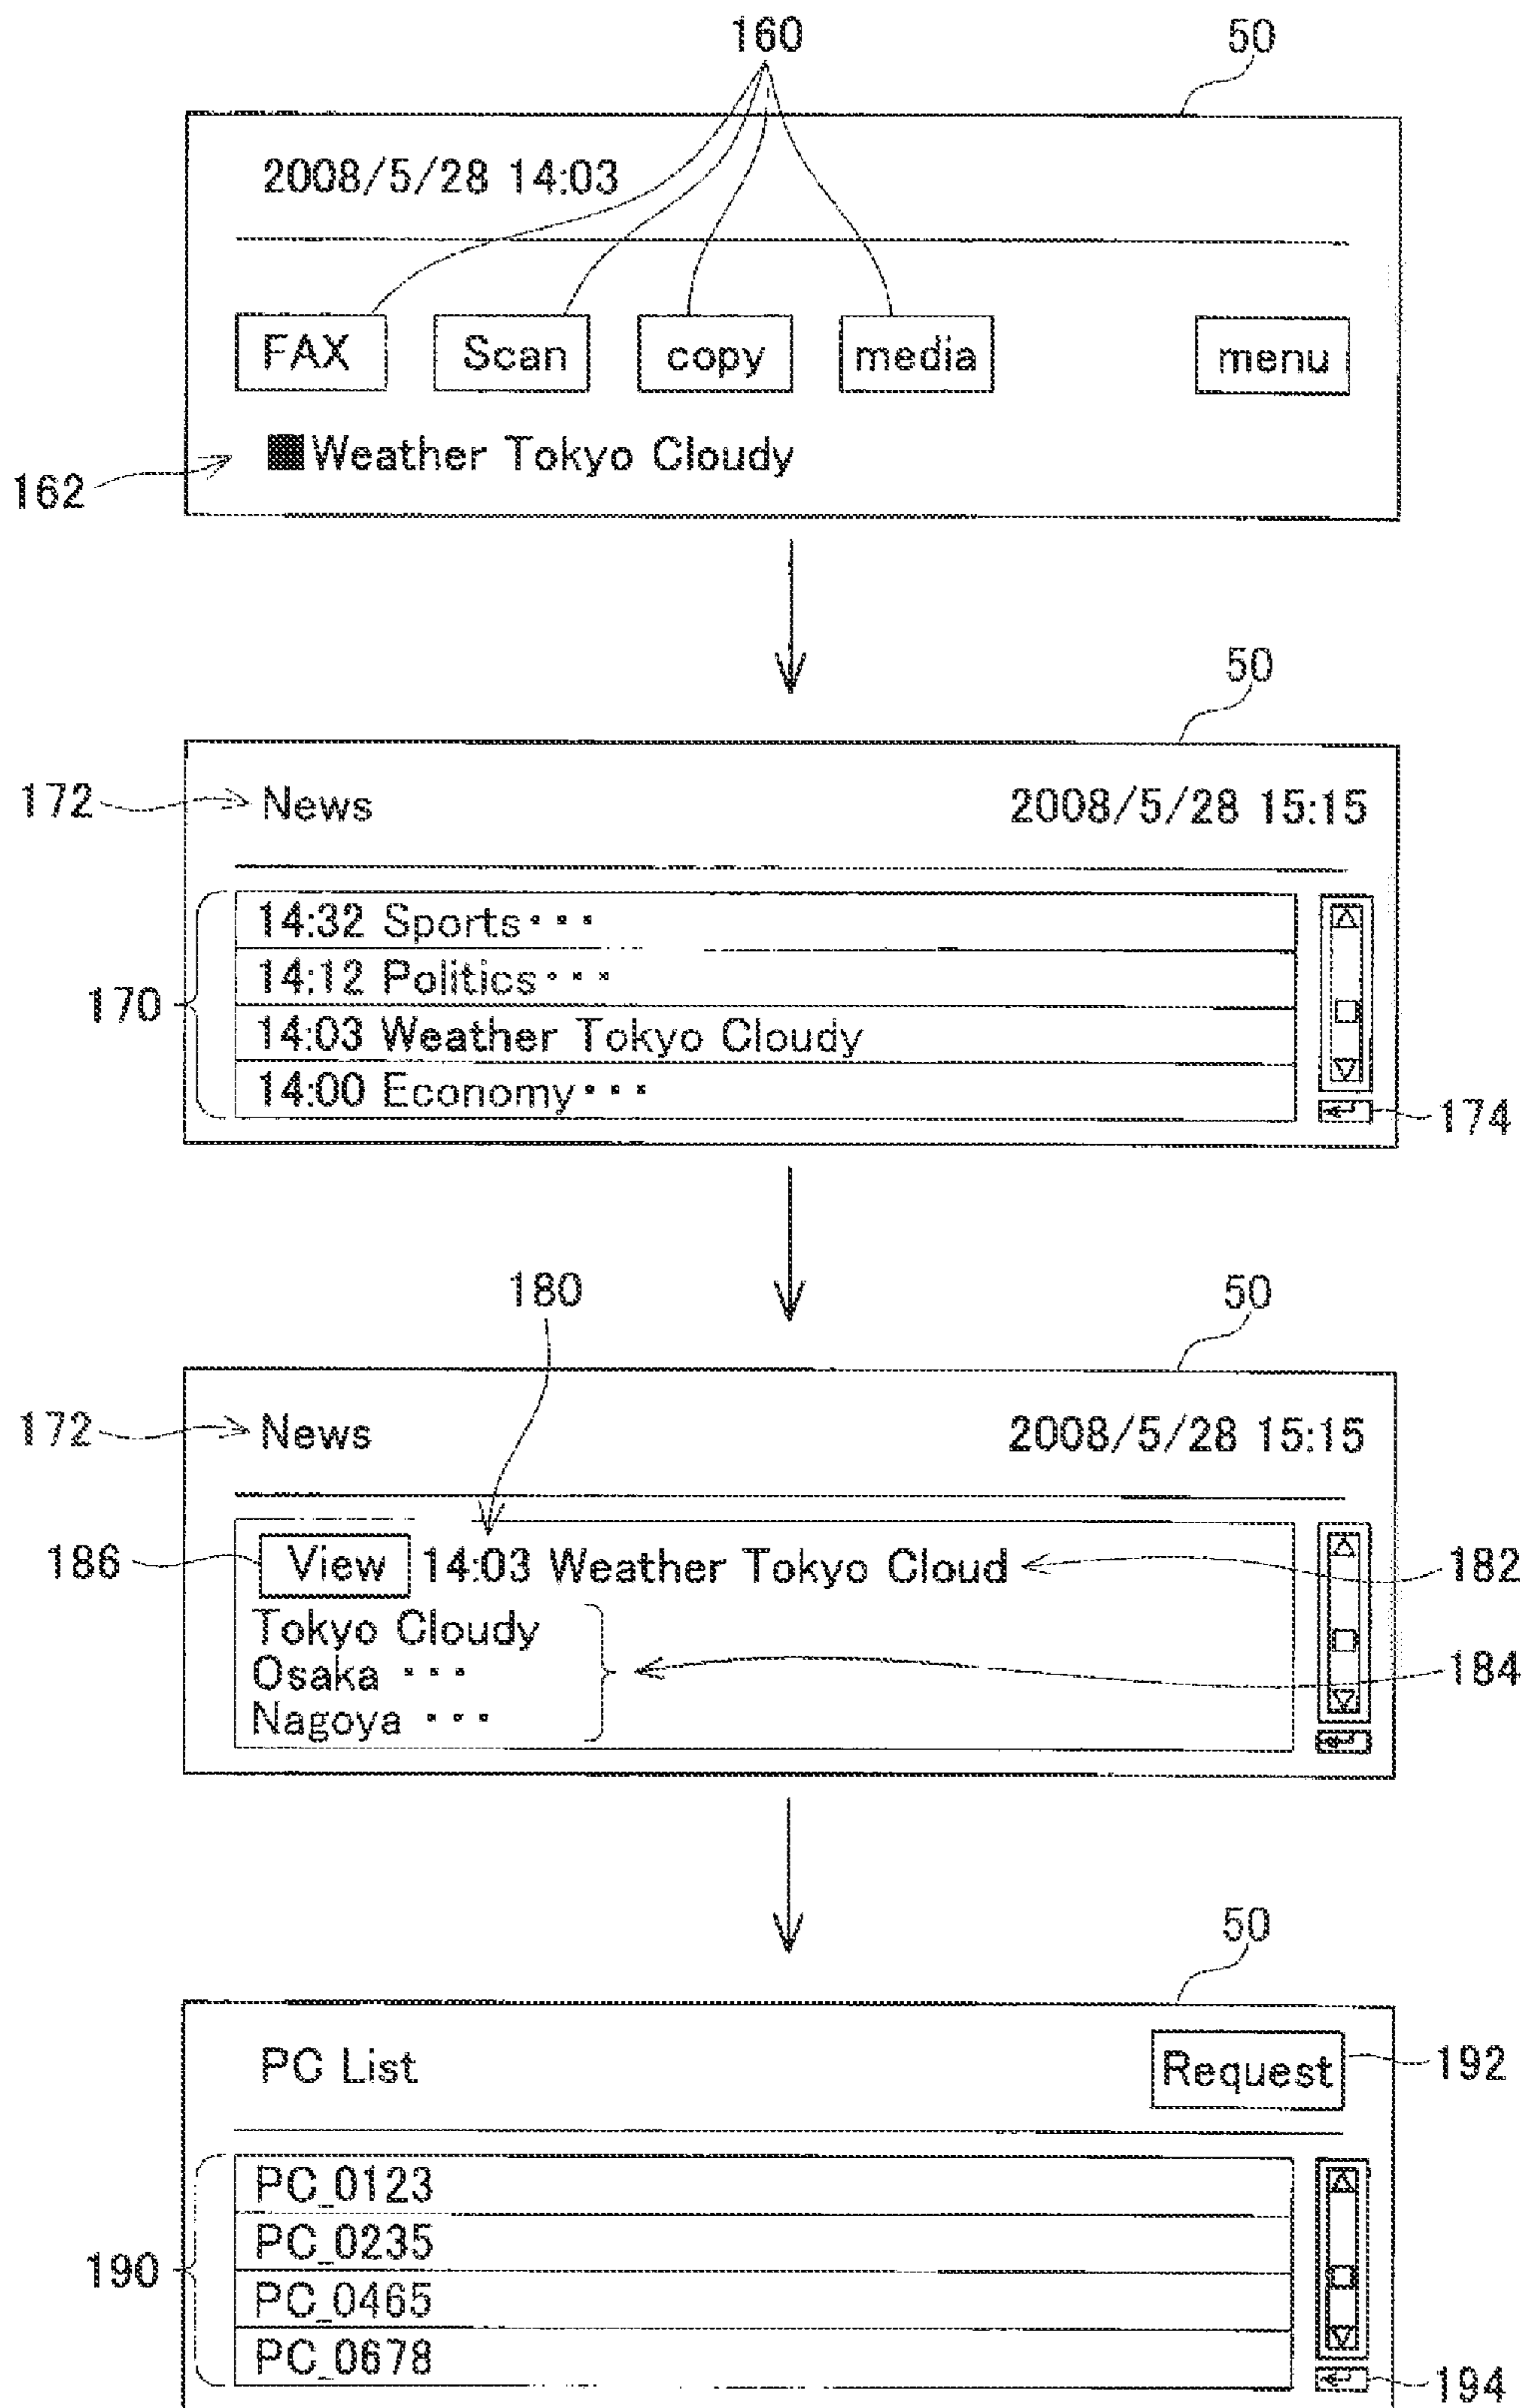 160 50
2008/5/28 14:03
FAX Scan copy media menu
162 ■Weather Tokyo Cloudy
50
172 News 2008/5/28 15:15
14:32 Sports･･･
14:12 Politics･･･
170 14:03 Weather Tokyo Cloudy
14:00 Economy･･･ 174
180 50
172 News 2008/5/28 15:15
186 View 14:03 Weather Tokyo Cloud 182
Tokyo Cloudy
Osaka ･･･ 184
Nagoya ･･･
50
PC List Request 192
PC_0123
PC_0235
190 PC_0465
PC_0678 194